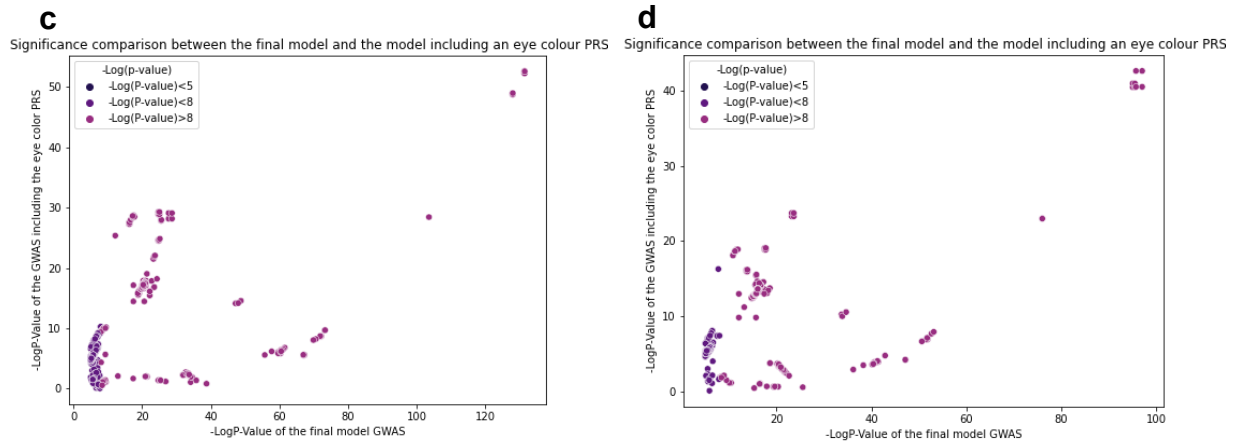 c
Significance comparison between the final model and the model including an eye colour PRS
-LogP-Value of the GWAS including the eye color PRS
50
40
30
20
10
0
-Log(p-value)
-Log(P-value)<5
-Log(P-value)<8
-Log(P-value)>8
0
20
40
60
80
100
120
-LogP-Value of the final model GWAS
d
Significance comparison between the final model and the model including an eye colour PRS
-LogP-Value of the GWAS including the eye color PRS
40
30
20
10
0
-Log(p-value)
-Log(P-value)<5
-Log(P-value)<8
-Log(P-value)>8
20
40
60
80
100
-LogP-Value of the final model GWAS